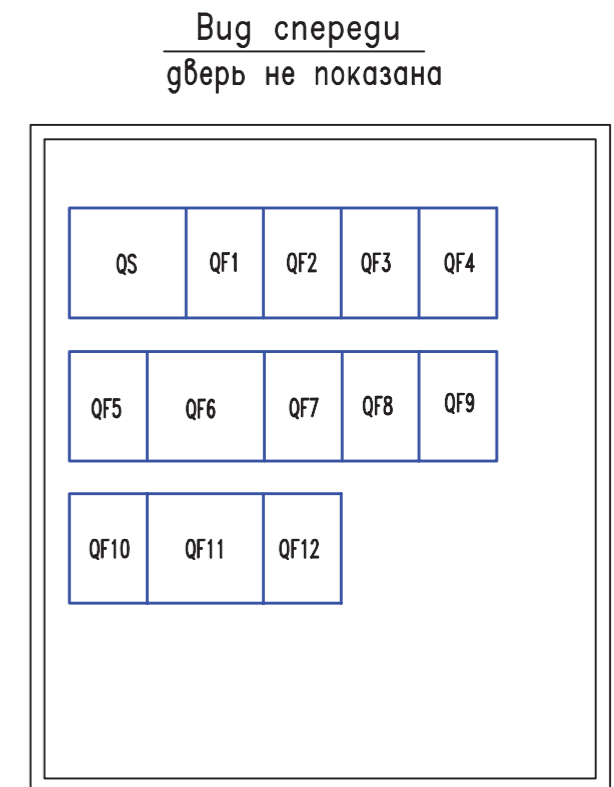 Вид спереди
дверь не показана
QS QF1 QF2 QF3 QF4
QF5 QF6 QF7 QF8 QF9
QF10 QF11 QF12